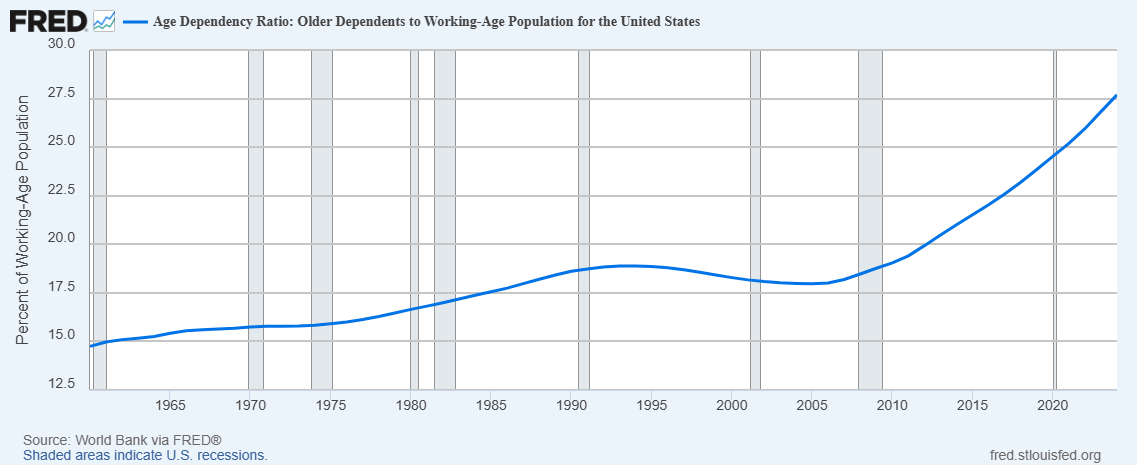 FRED® Age Dependency Ratio: Older Dependents to Working-Age Population for the United States
Percent of Working-Age Population
30.0
27.5
25.0
22.5
20.0
17.5
15.0
12.5
1965 1970 1975 1980 1985 1990 1995 2000 2005 2010 2015 2020
Source: World Bank via FRED®
Shaded areas indicate U.S. recessions. fred.stlouisfed.org